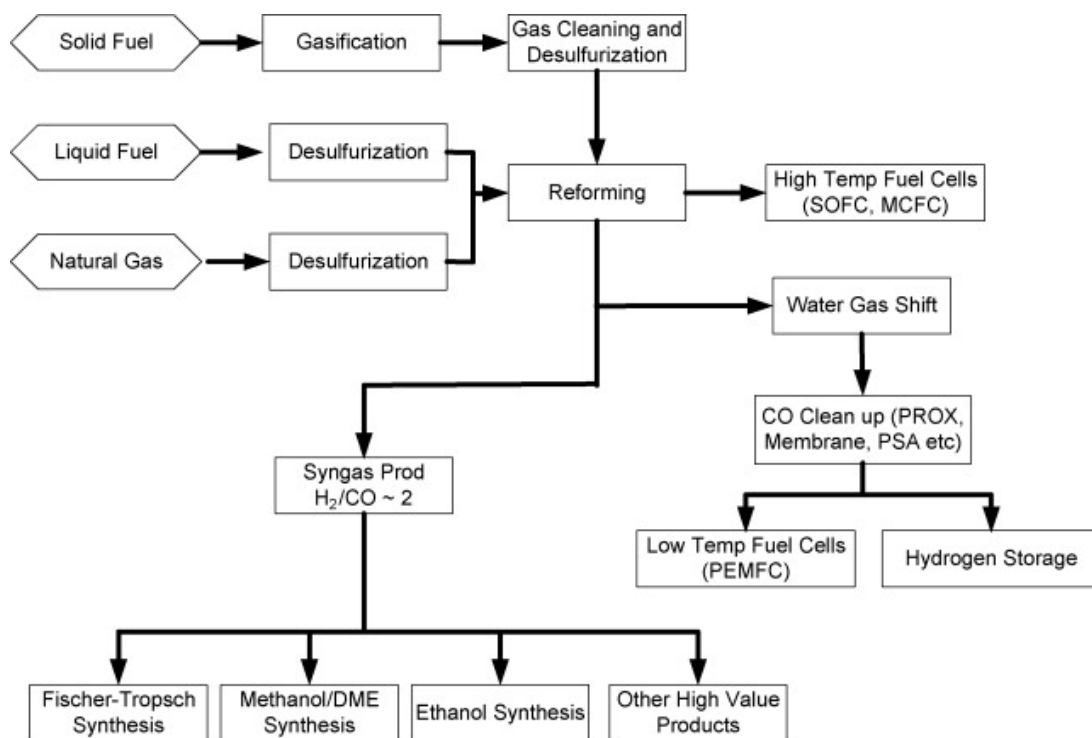 Solid Fuel
Gasification
Gas Cleaning and
Desulfurization
Liquid Fuel
Desulfurization
Reforming
High Temp Fuel Cells
(SOFC, MCFC)
Natural Gas
Desulfurization
Water Gas Shift
CO Clean up (PROX,
Membrane, PSA etc)
Syngas Prod
H₂/CO ~ 2
Low Temp Fuel Cells
(PEMFC)
Hydrogen Storage
Fischer-Tropsch
Synthesis
Methanol/DME
Synthesis
Ethanol Synthesis
Other High Value
Products